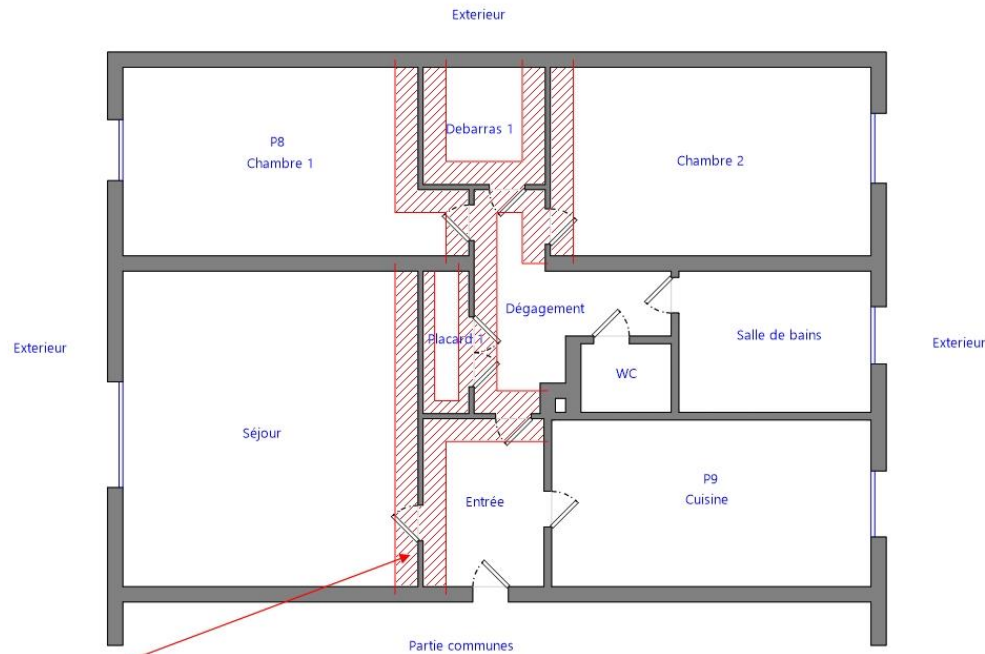 Exterieur
P8
Chambre 1
Debarras 1
Chambre 2
Exterieur
Placard 1
Dégagement
WC
Salle de bains
Exterieur
Séjour
Entrée
P9
Cuisine
Partie communes